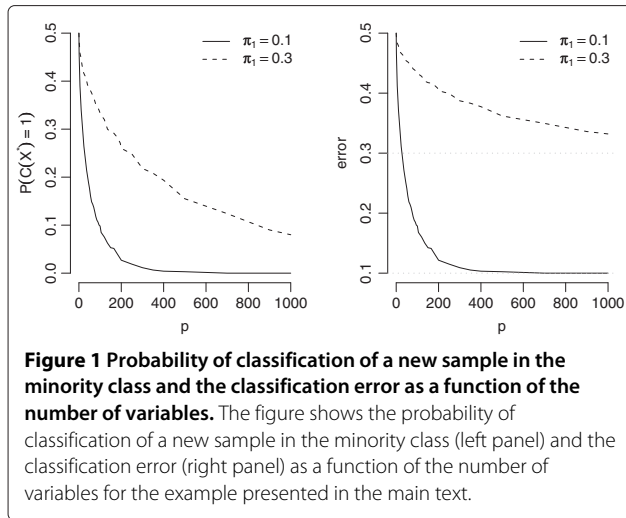 0.5
0.4
0.3
0.2
0.1
0.0
P(C(X*) = 1)
π₁ = 0.1
π₁ = 0.3
0 200 400 600 800 1000
p
0.5
0.4
0.3
0.2
0.1
error
π₁ = 0.1
π₁ = 0.3
0 200 400 600 800 1000
p
Figure 1 Probability of classification of a new sample in the
minority class and the classification error as a function of the
number of variables. The figure shows the probability of
classification of a new sample in the minority class (left panel) and the
classification error (right panel) as a function of the number of
variables for the example presented in the main text.